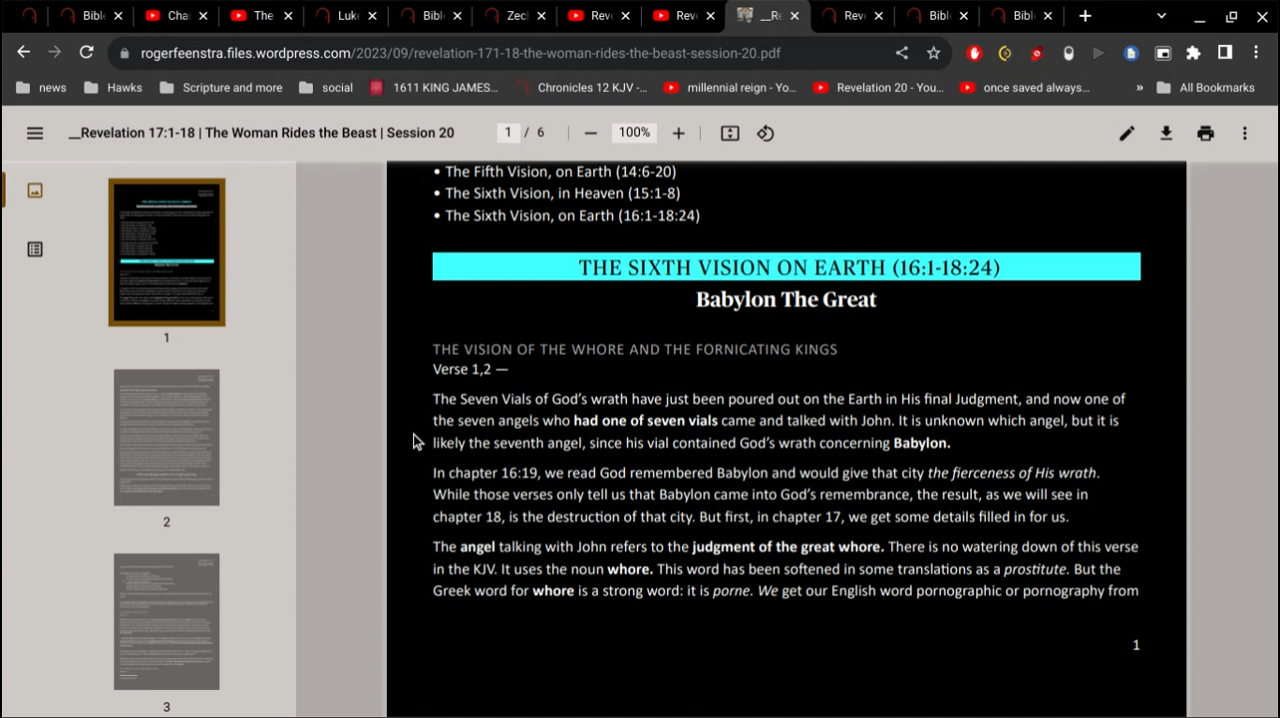 Bibl
Cha
The
Luk
Bibl
Zec
Reve
Rev
__Re
Rev
Bibl
Bibl
rogerfeenstra.files.wordpress.com/2023/09/revelation-171-18-the-woman-rides-the-beast-session-20.pdf
news
Hawks
Scripture and more
social
1611 KING JAMES...
Chronicles 12 KJV -...
millennial reign - Yo...
Revelation 20 - You...
once saved always...
»
All Bookmarks
__Revelation 17:1-18 | The Woman Rides the Beast | Session 20
1 / 6
100%
• The Fifth Vision, on Earth (14:6-20)
• The Sixth Vision, in Heaven (15:1-8)
• The Sixth Vision, on Earth (16:1-18:24)
THE SIXTH VISION ON EARTH (16:1-18:24)
Babylon The Great
THE VISION OF THE WHORE AND THE FORNICATING KINGS
Verse 1,2 —
The Seven Vials of God’s wrath have just been poured out on the Earth in His final Judgment, and now one of
the seven angels who had one of seven vials came and talked with John. It is unknown which angel, but it is
likely the seventh angel, since his vial contained God’s wrath concerning Babylon.
In chapter 16:19, we read God remembered Babylon and would give that city the fierceness of His wrath.
While those verses only tell us that Babylon came into God’s remembrance, the result, as we will see in
chapter 18, is the destruction of that city. But first, in chapter 17, we get some details filled in for us.
The angel talking with John refers to the judgment of the great whore. There is no watering down of this verse
in the KJV. It uses the noun whore. This word has been softened in some translations as a prostitute. But the
Greek word for whore is a strong word: it is porne. We get our English word pornographic or pornography from
1
1
2
3